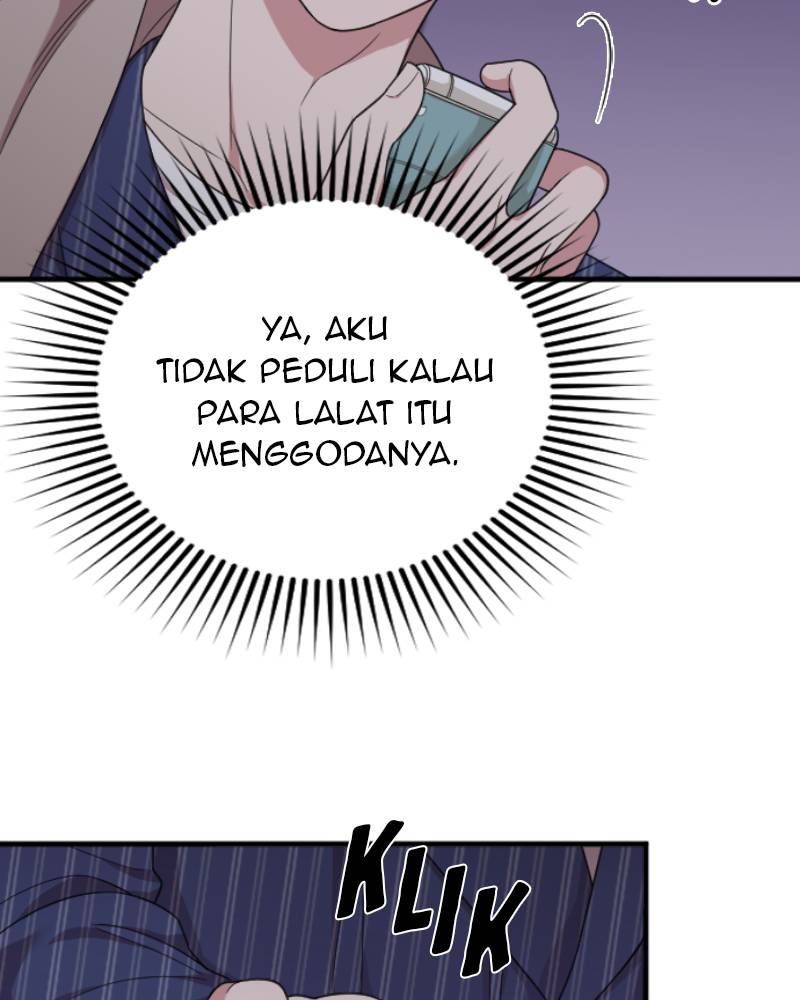 YA, AKU
TIDAK PEDULI KALAU
PARA LALAT ITU
MENGGODANYA.
KLIK